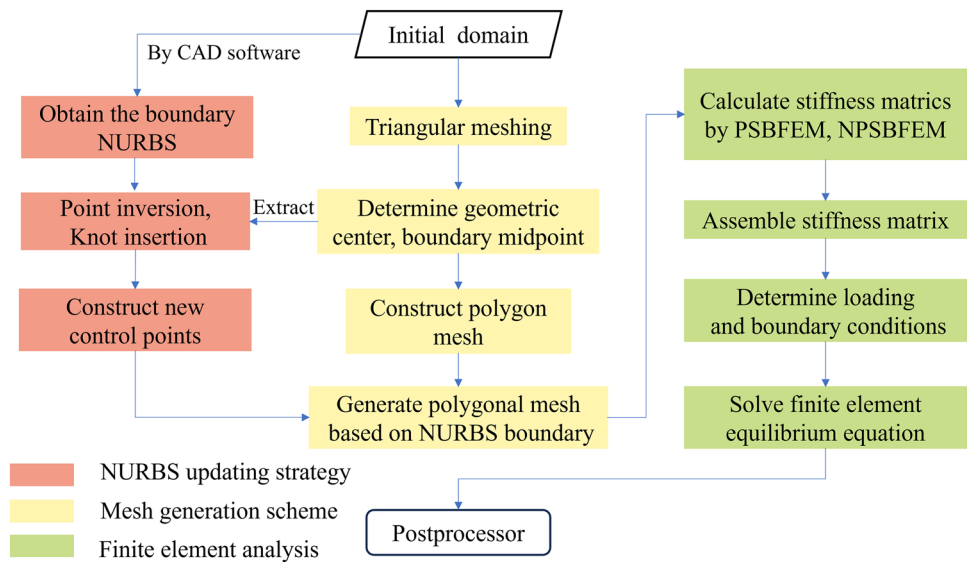 Initial domain
By CAD software
Obtain the boundary
NURBS
Point inversion,
Knot insertion
Construct new
control points
Triangular meshing
Extract
Determine geometric
center, boundary midpoint
Construct polygon
mesh
Generate polygonal mesh
based on NURBS boundary
Calculate stiffness matrics
by PSBFEM, NPSBFEM
Assemble stiffness matrix
Determine loading
and boundary conditions
Solve finite element
equilibrium equation
Postprocessor
NURBS updating strategy
Mesh generation scheme
Finite element analysis